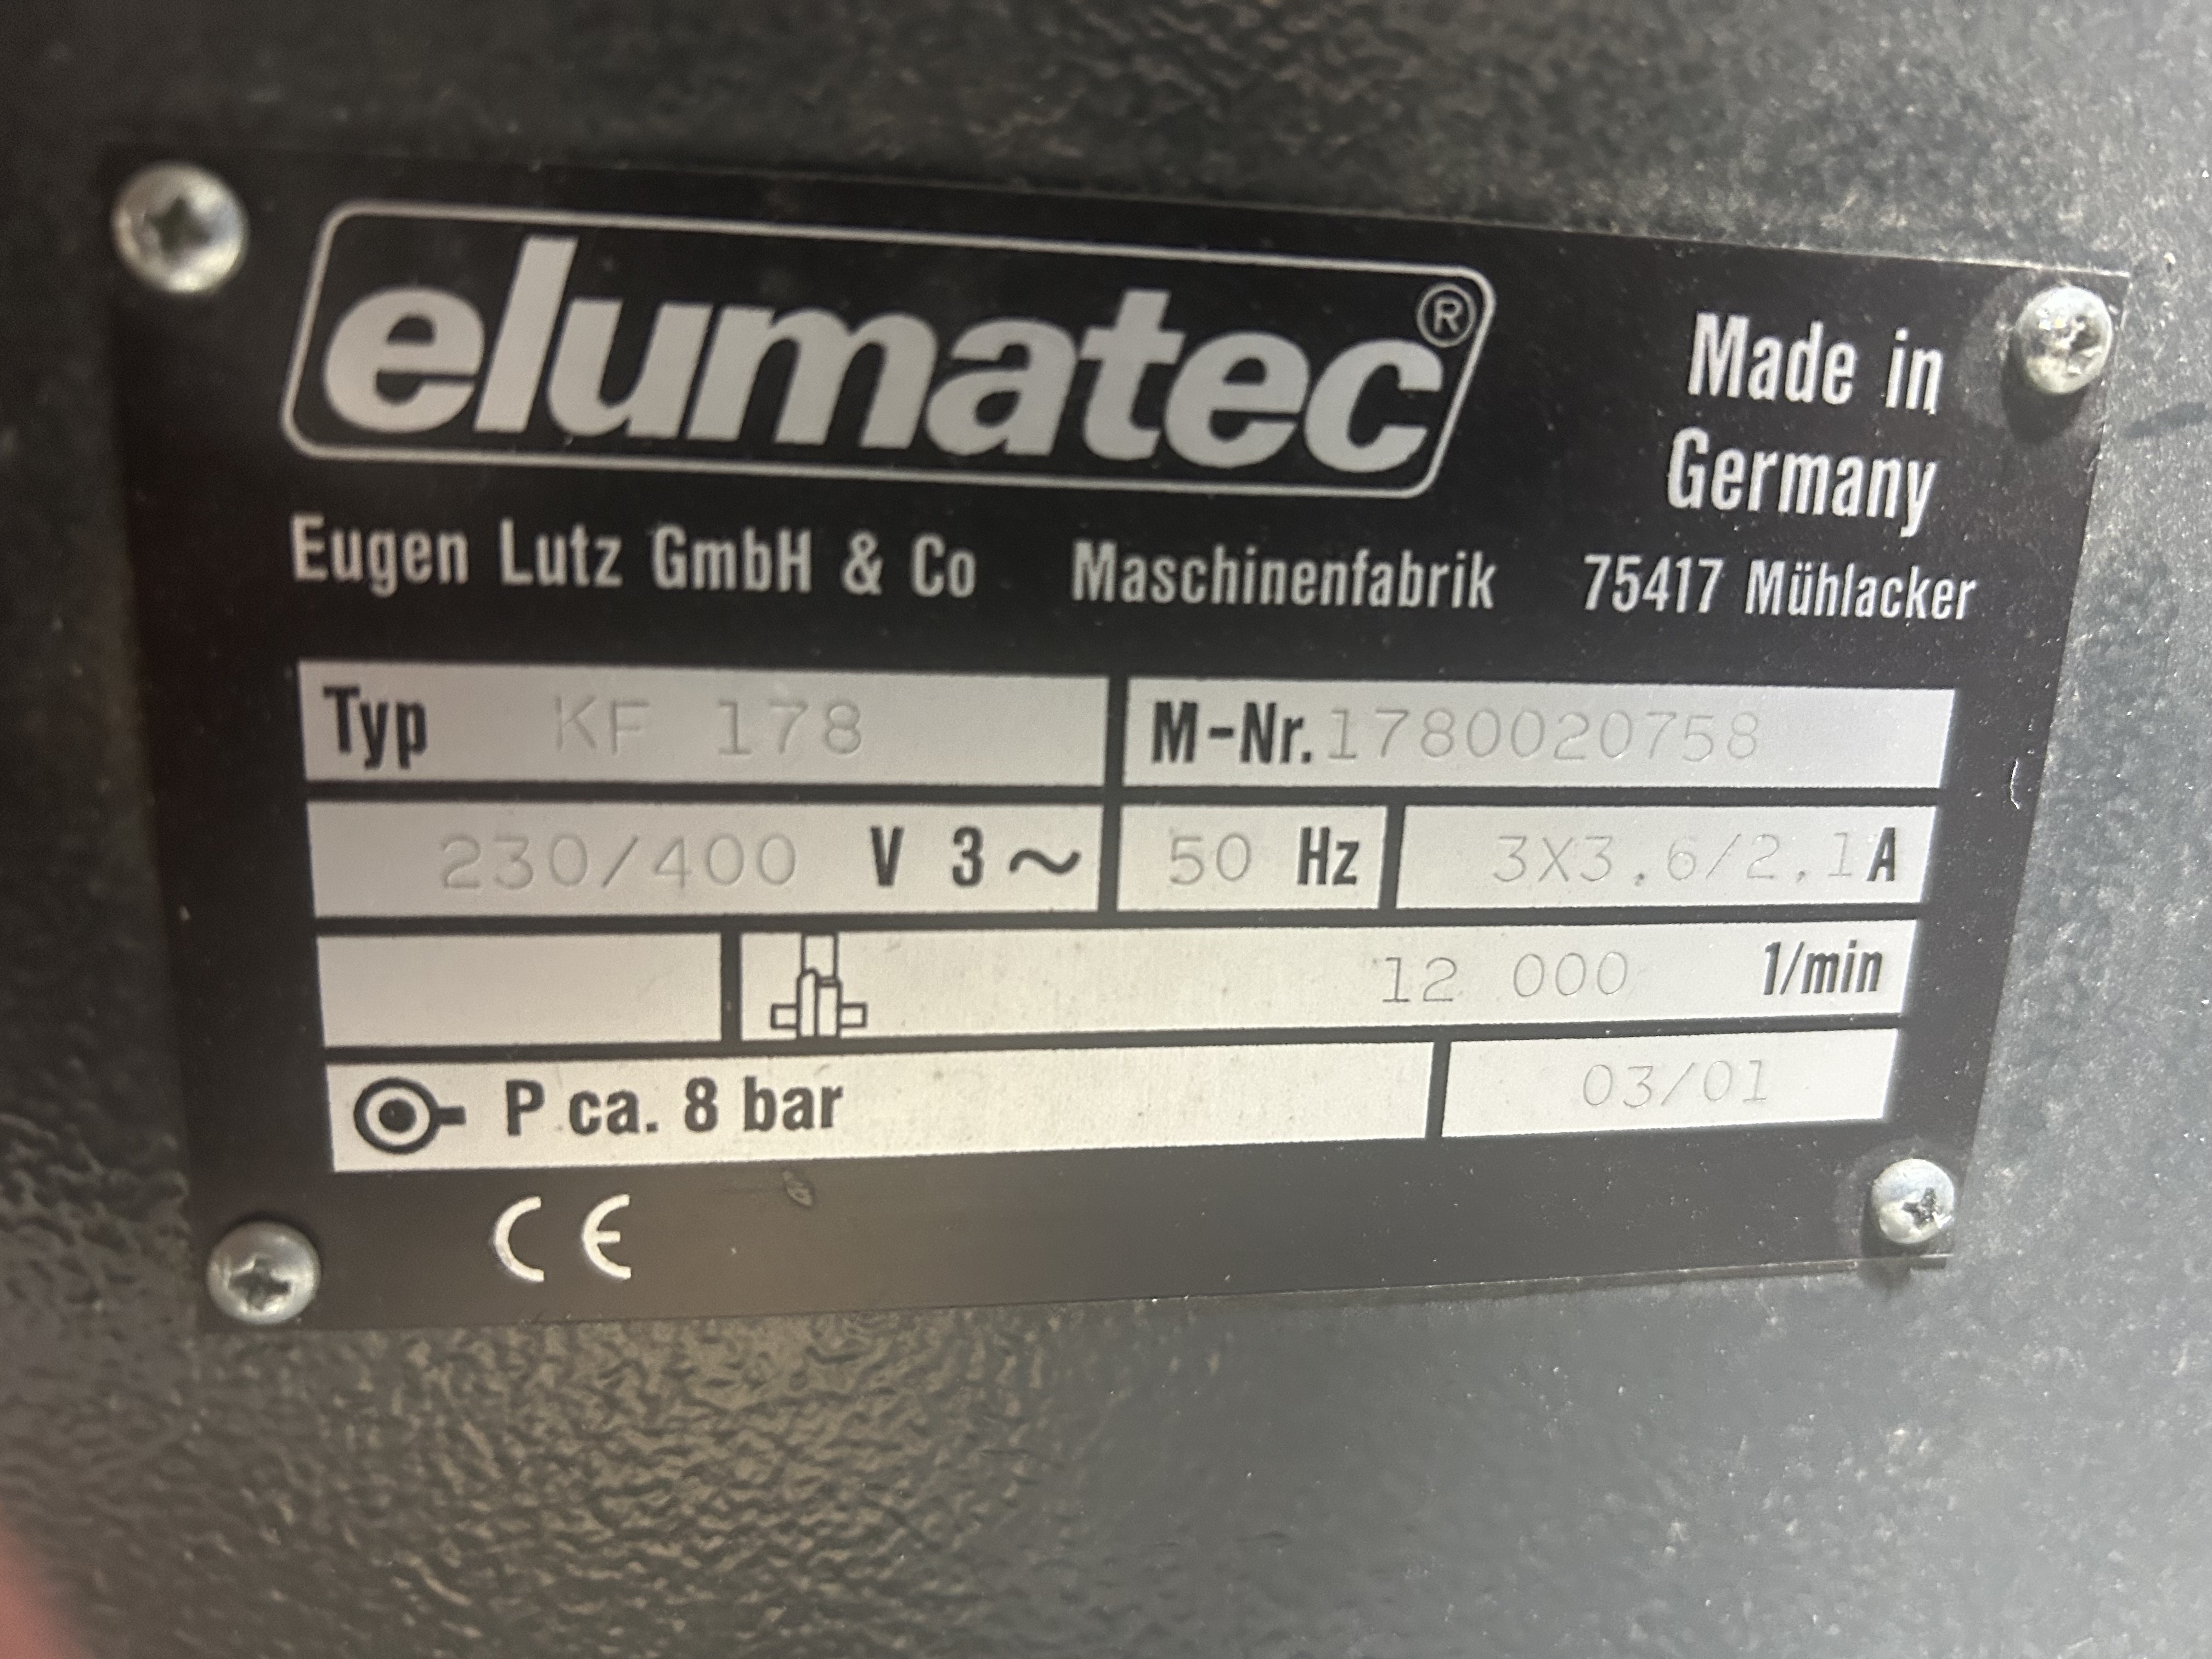 elumatec®
Made in
Germany
Eugen Lutz GmbH & Co Maschinenfabrik 75417 Mühlacker
Typ KF 178 M-Nr. 1780020758
230/400 V 3~ 50 Hz 3X3.6/2.1 A
12 000 1/min
P ca. 8 bar 03/01
CE